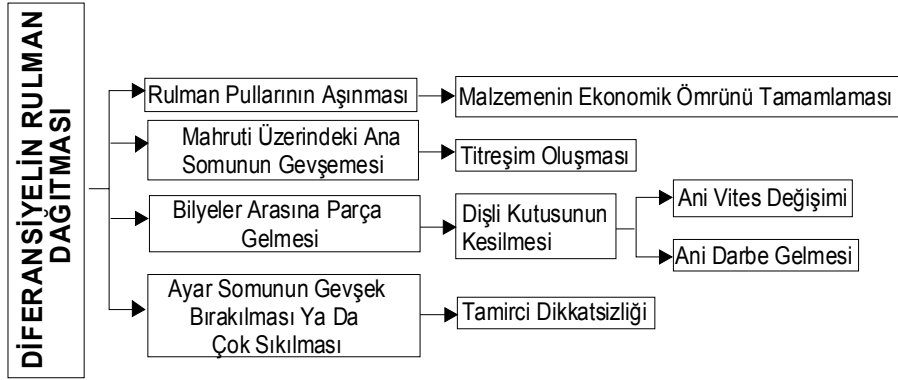 DİFERANSİYELİN RULMAN
DAĞITMASI
Rulman Pullarının Aşınması
Malzemenin Ekonomik Ömrünü Tamamlaması
Mahruti Üzerindeki Ana
Somunun Gevşemesi
Titreşim Oluşması
Bilyeler Arasına Parça
Gelmesi
Dişli Kutusunun
Kesilmesi
Ani Vites Değişimi
Ani Darbe Gelmesi
Ayar Somunun Gevşek
Bırakılması Ya Da
Çok Sıkılması
Tamirci Dikkatsizliği